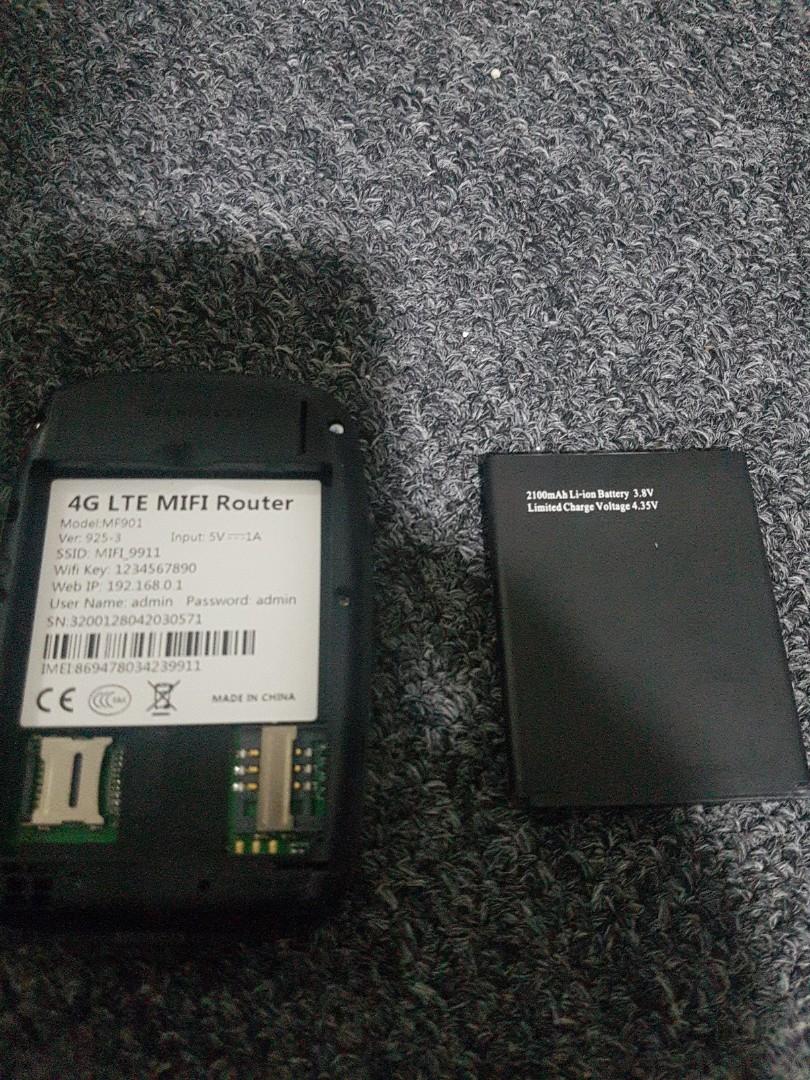 4G LTE MIFI Router
Model:MF901
Ver: 925-3 Input: 5V⎓1A
SSID: MIFI_9911
Wifi Key: 1234567890
Web IP: 192.168.0.1
User Name: admin Password: admin
SN:3200128042030571
IMEI:869478034239911
CE CCC MADE IN CHINA
2100mAh Li-ion Battery 3.8V
Limited Charge Voltage 4.35V